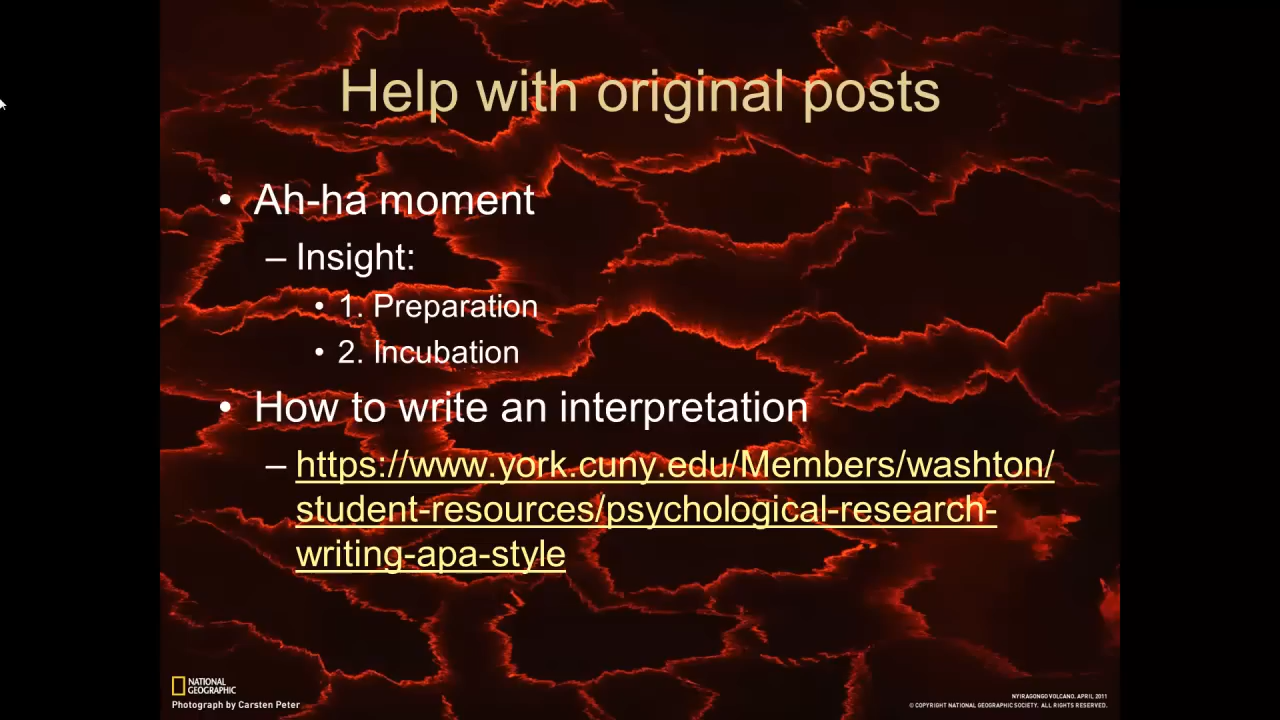 Help with original posts
• Ah-ha moment
– Insight:
• 1. Preparation
• 2. Incubation
• How to write an interpretation
– https://www.york.cuny.edu/Members/washton/
student-resources/psychological-research-
writing-apa-style
NATIONAL
GEOGRAPHIC
Photograph by Carsten Peter
NYIRAGONGO VOLCANO, APRIL 2011
© COPYRIGHT NATIONAL GEOGRAPHIC SOCIETY. ALL RIGHTS RESERVED.